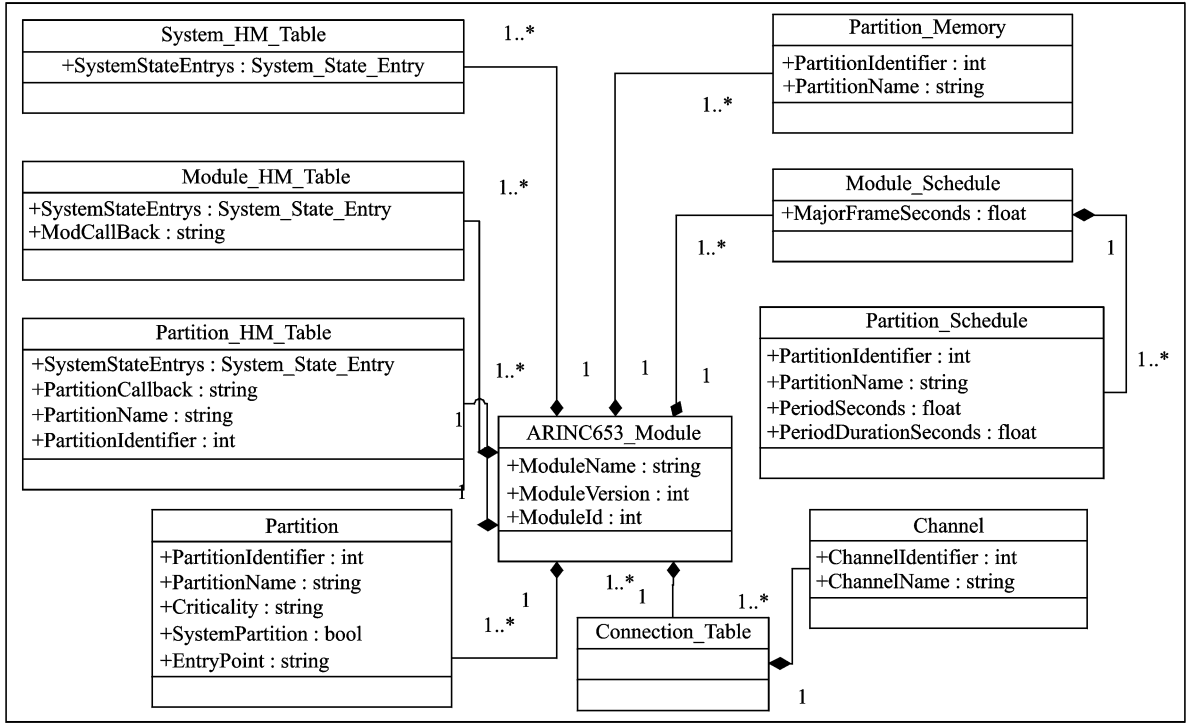 System_HM_Table
+SystemStateEntrys : System_State_Entry
1..*
Partition_Memory
+PartitionIdentifier : int
+PartitionName : string
1..*
Module_HM_Table
+SystemStateEntrys : System_State_Entry
+ModCallBack : string
1..*
Module_Schedule
+MajorFrameSeconds : float
1..*
1
Partition_HM_Table
+SystemStateEntrys : System_State_Entry
+PartitionCallback : string
+PartitionName : string
+PartitionIdentifier : int
1..*
1
1
1
1
1
Partition_Schedule
+PartitionIdentifier : int
+PartitionName : string
+PeriodSeconds : float
+PeriodDurationSeconds : float
1..*
ARINC653_Module
+ModuleName : string
+ModuleVersion : int
+ModuleId : int
Partition
+PartitionIdentifier : int
+PartitionName : string
+Criticality : string
+SystemPartition : bool
+EntryPoint : string
1
1..*
1..*
1
Connection_Table
1..*
1
Channel
+ChannelIdentifier : int
+ChannelName : string